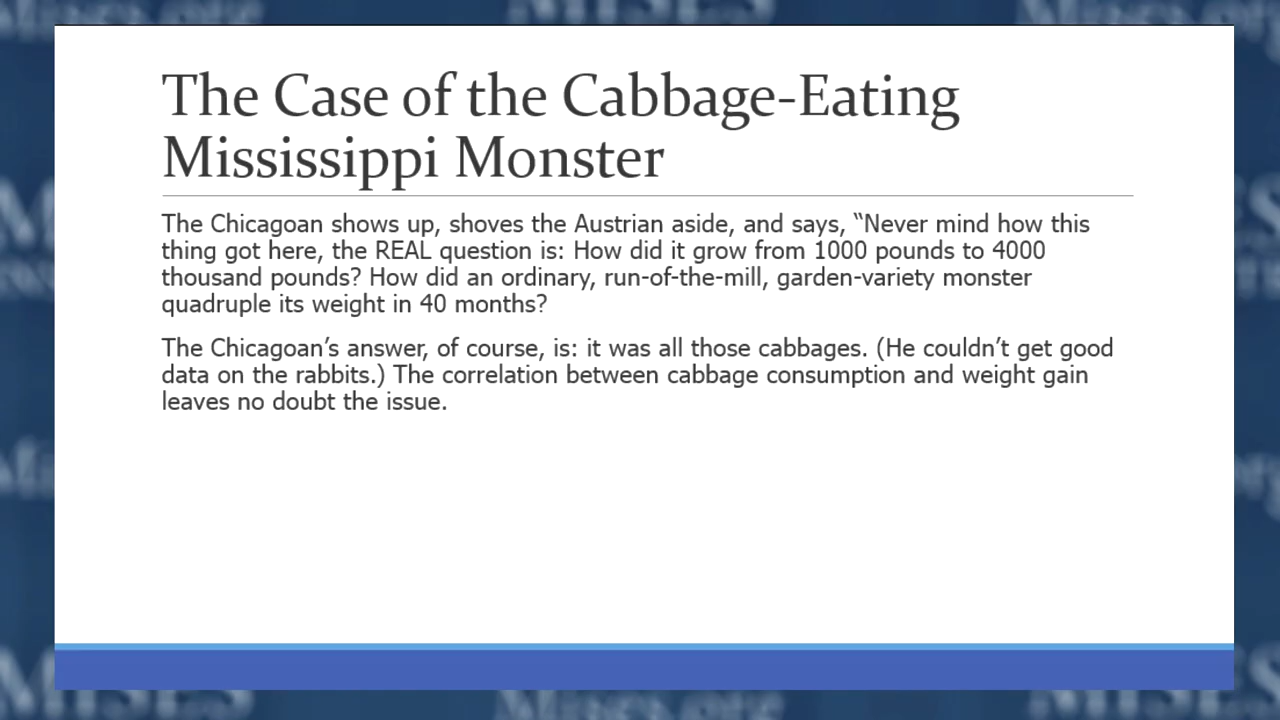 The Case of the Cabbage-Eating
Mississippi Monster
The Chicagoan shows up, shoves the Austrian aside, and says, “Never mind how this
thing got here, the REAL question is: How did it grow from 1000 pounds to 4000
thousand pounds? How did an ordinary, run-of-the-mill, garden-variety monster
quadruple its weight in 40 months?
The Chicagoan’s answer, of course, is: it was all those cabbages. (He couldn’t get good
data on the rabbits.) The correlation between cabbage consumption and weight gain
leaves no doubt the issue.